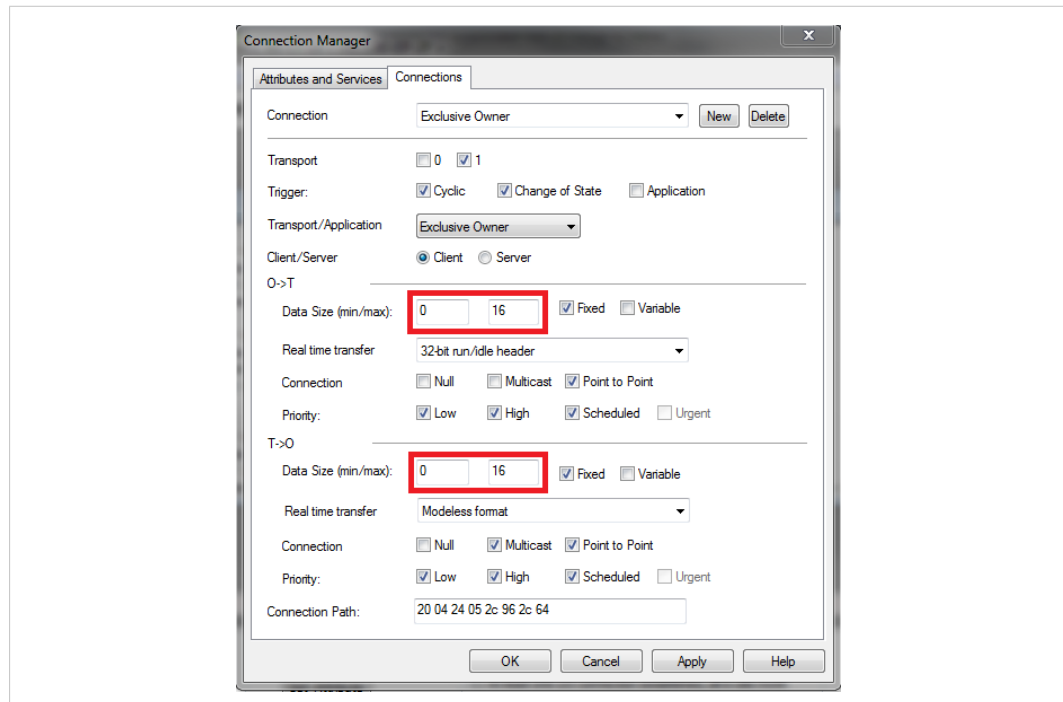 Connection Manager
x
Attributes and Services Connections
Connection Exclusive Owner New Delete
Transport 0 1
Trigger: Cyclic Change of State Application
Transport/Application Exclusive Owner
Client/Server Client Server
O->T
Data Size (min/max): 0 16 Fixed Variable
Real time transfer 32-bit run/idle header
Connection Null Multicast Point to Point
Priority: Low High Scheduled Urgent
T->O
Data Size (min/max): 0 16 Fixed Variable
Real time transfer Modeless format
Connection Null Multicast Point to Point
Priority: Low High Scheduled Urgent
Connection Path: 20 04 24 05 2c 96 2c 64
OK Cancel Apply Help